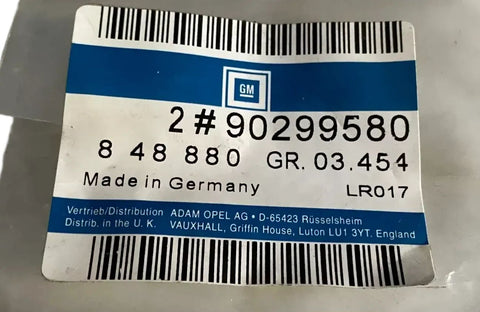 GM
2#90299580
8 48 880 GR. 03.454
Made in Germany LR017
Vertrieb/Distribution ADAM OPEL AG • D-65423 Rüsselsheim
Distrib. in the U. K. VAUXHALL, Griffin House, Luton LU1 3YT. England